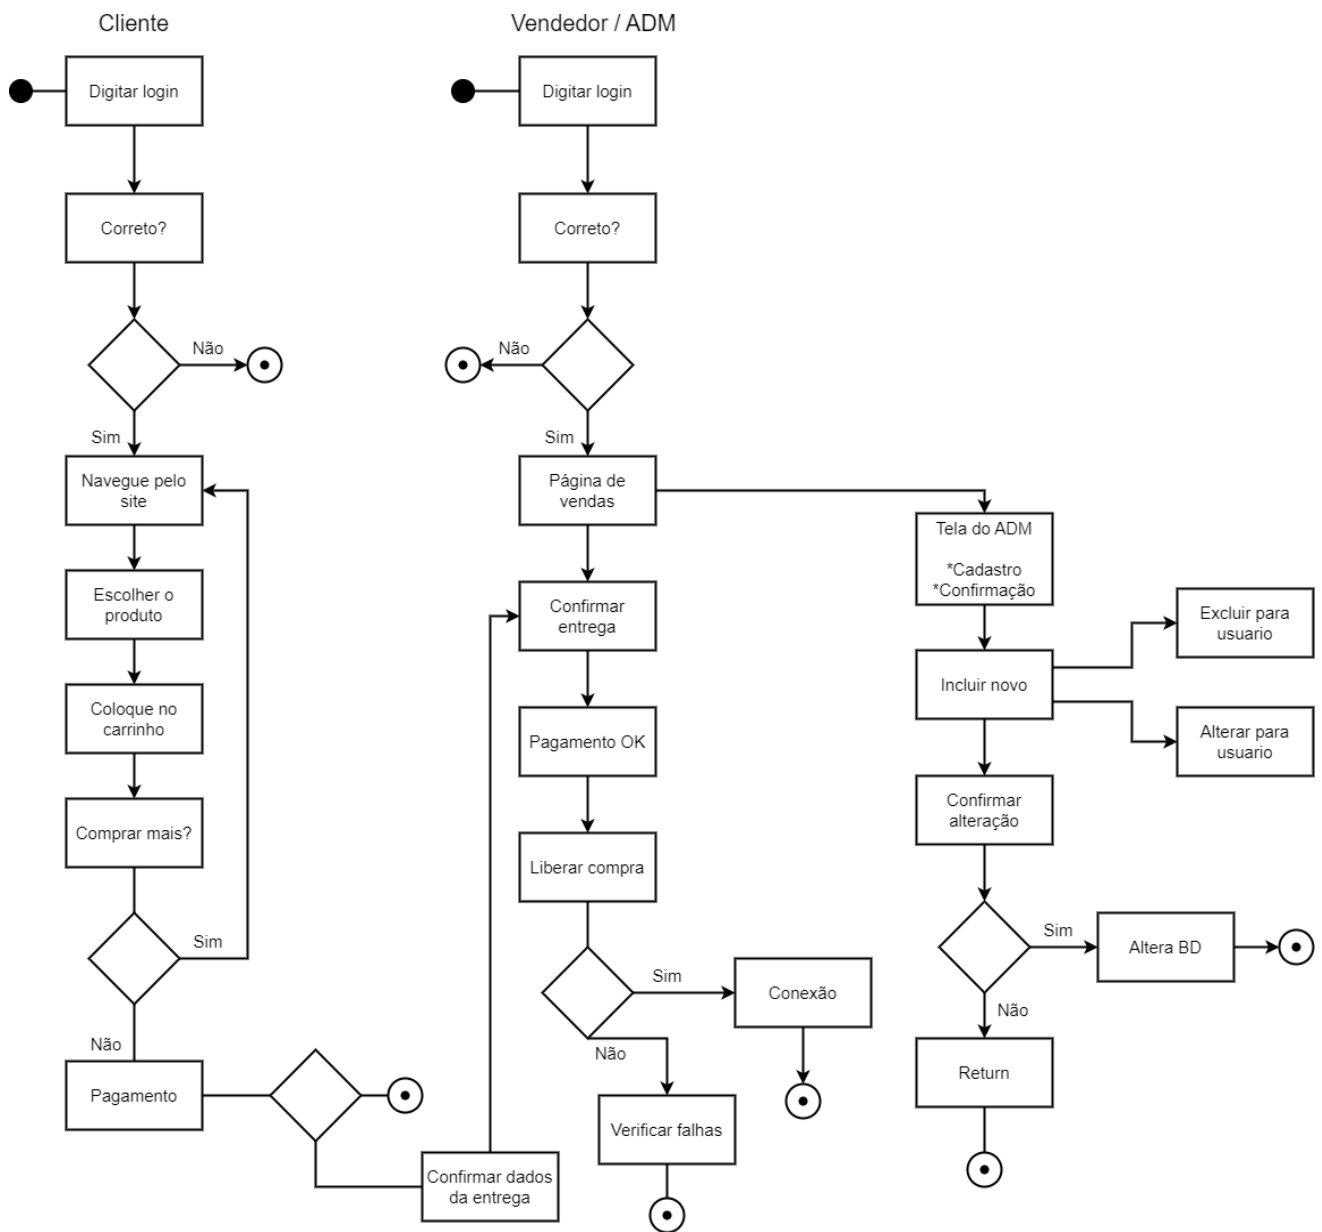 Cliente
Digitar login
Correto?
Não
Sim
Navegue pelo
site
Escolher o
produto
Coloque no
carrinho
Comprar mais?
Sim
Não
Pagamento
Confirmar dados
da entrega
Vendedor / ADM
Digitar login
Correto?
Não
Sim
Página de
vendas
Confirmar
entrega
Pagamento OK
Liberar compra
Sim
Conexão
Não
Verificar falhas
Tela do ADM
*Cadastro
*Confirmação
Incluir novo
Excluir para
usuario
Alterar para
usuario
Confirmar
alteração
Sim
Altera BD
Não
Return